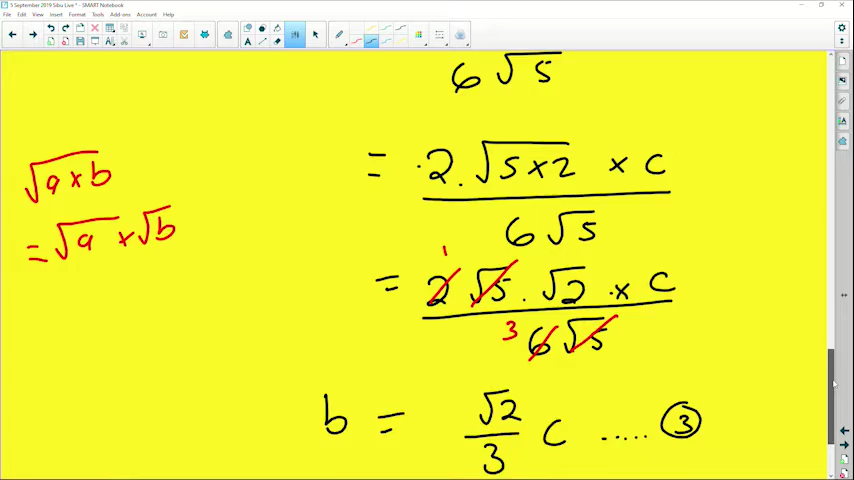 5 September 2019 Sibu Live * - SMART Notebook
File Edit View Insert Format Tools Add-ons Account Help
6√5
= 2.√5×2 × c
6√5
√a×b
= √a × √b
1
= 2 √5 . √2 × c
3 6√5
b = √2/3 c ..... ③